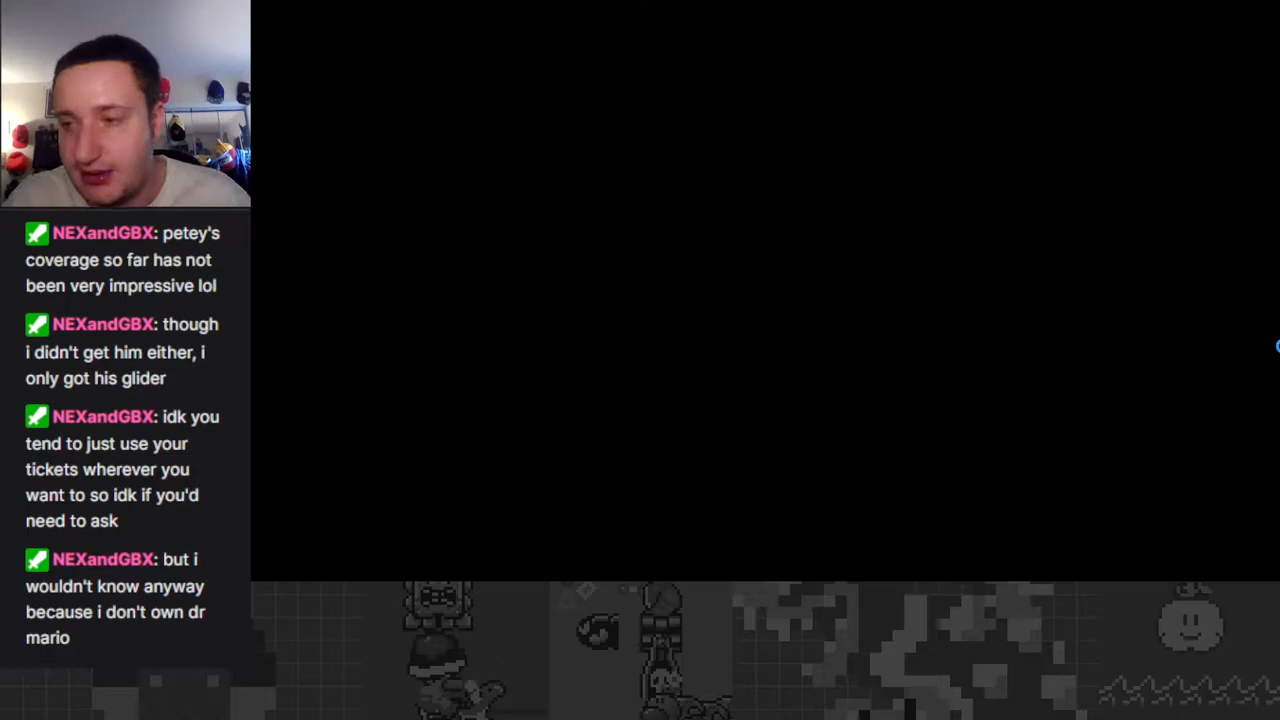 NEXandGBX: petey's
coverage so far has not
been very impressive lol
NEXandGBX: though
i didn't get him either, i
only got his glider
NEXandGBX: idk you
tend to just use your
tickets wherever you
want to so idk if you'd
need to ask
NEXandGBX: but i
wouldn't know anyway
because i don't own dr
mario